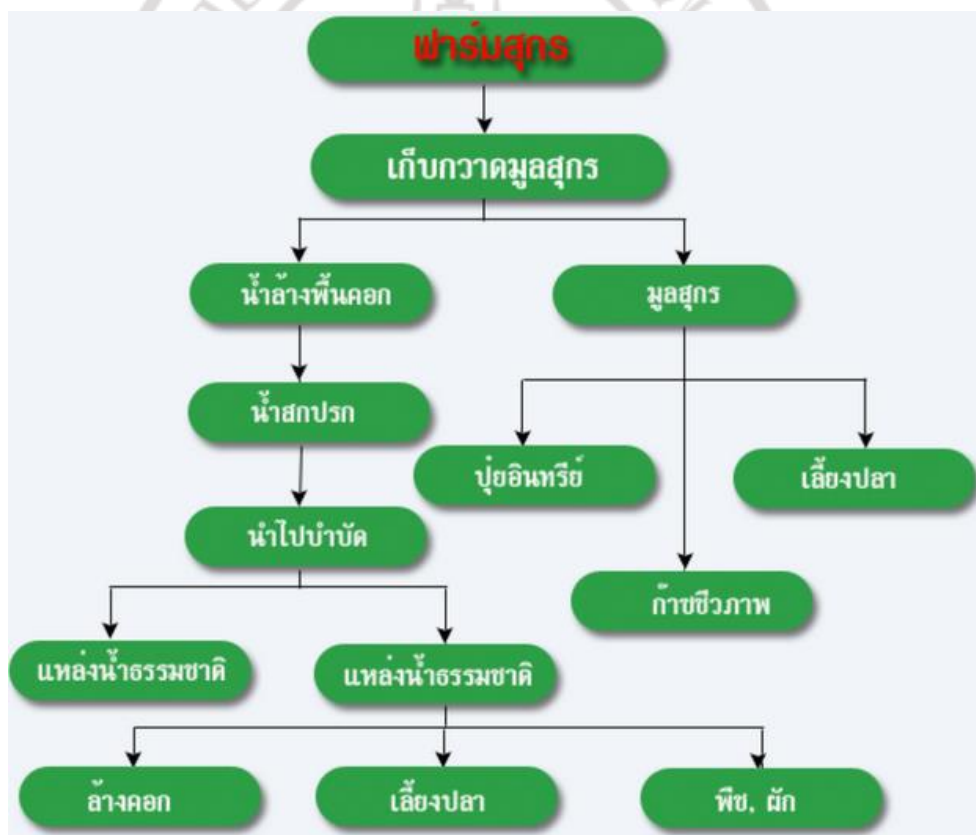 ฟาร์มสุกร
เก็บกวาดมูลสุกร
น้ำล้างพื้นคอก
มูลสุกร
น้ำสกปรก
ปุ๋ยอินทรีย์
เลี้ยงปลา
นำไปบำบัด
ก๊าซชีวภาพ
แหล่งน้ำธรรมชาติ
แหล่งน้ำธรรมชาติ
ล้างคอก
เลี้ยงปลา
พืช, ผัก